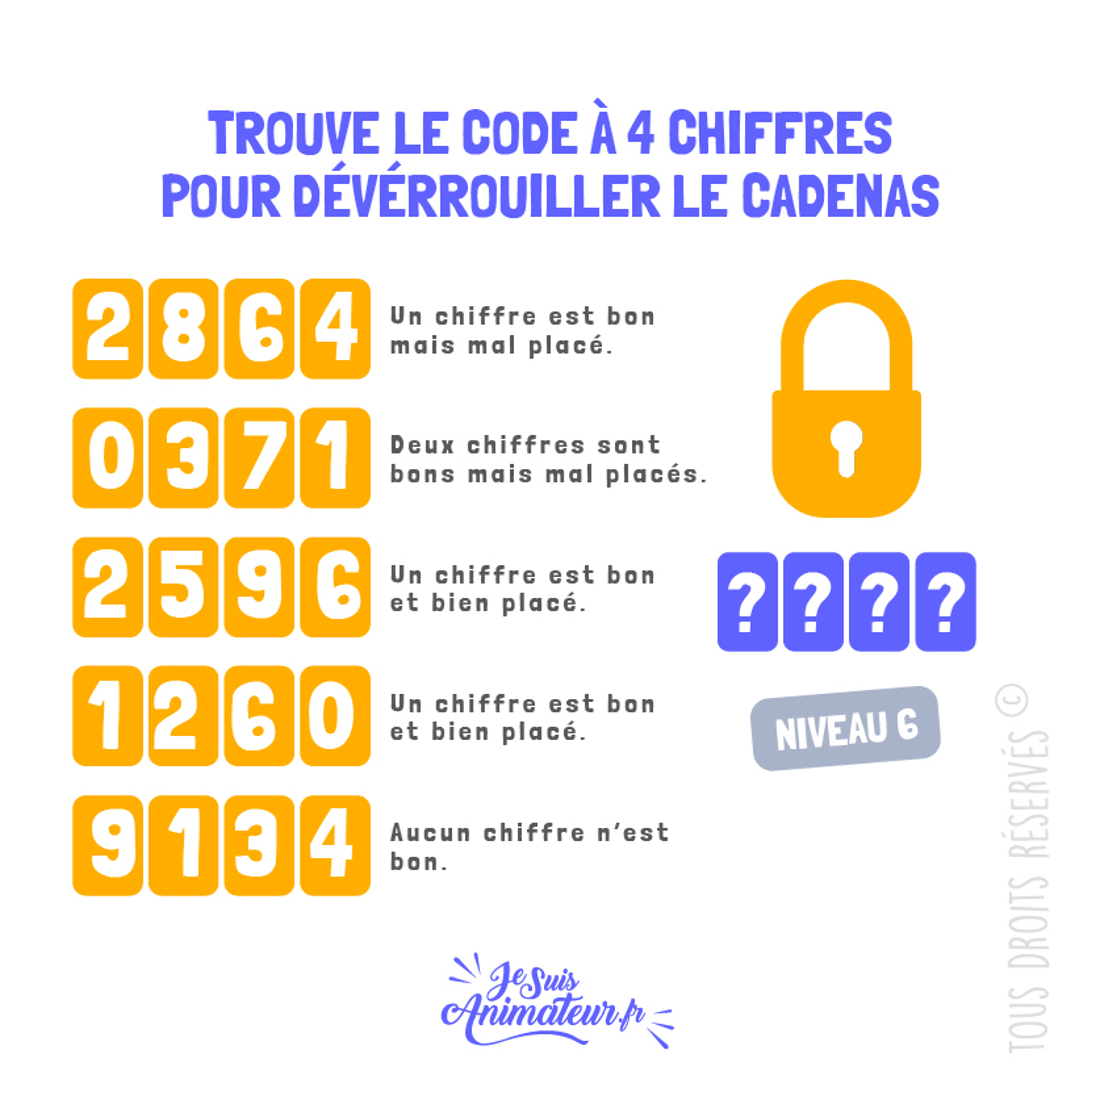 TROUVE LE CODE À 4 CHIFFRES
POUR DÉVÉRROUILLER LE CADENAS
2864
Un chiffre est bon
mais mal placé.
0371
Deux chiffres sont
bons mais mal placés.
2596
Un chiffre est bon
et bien placé.
1260
Un chiffre est bon
et bien placé.
9134
Aucun chiffre n'est
bon.
????
NIVEAU 6
TOUS DROITS RÉSERVÉS ©
JeSuis
Animateur.fr